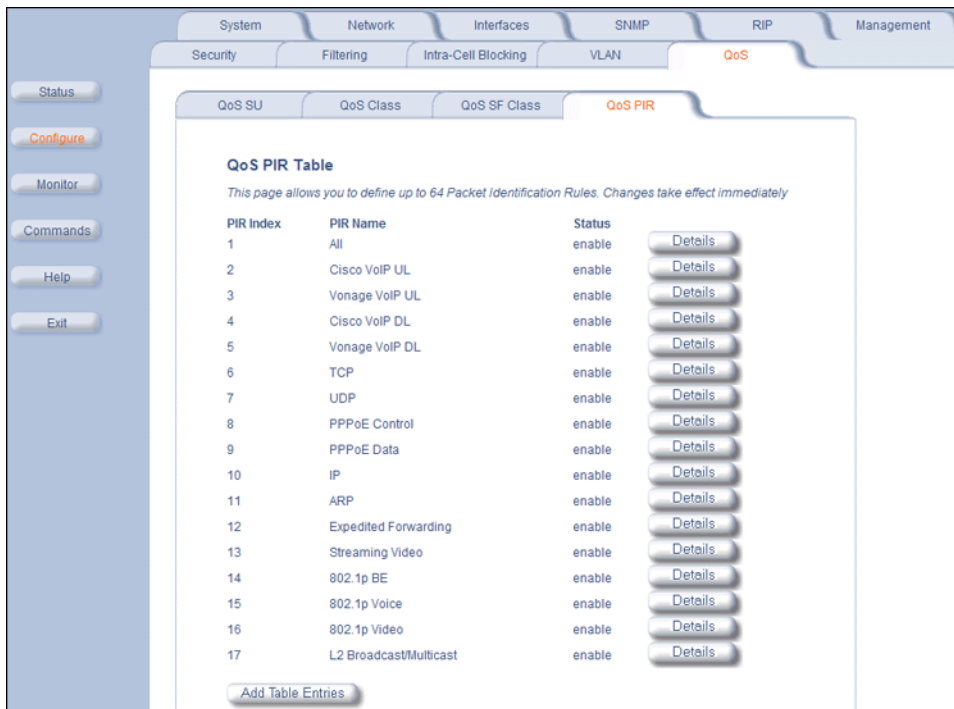 System Network Interfaces SNMP RIP Management
Security Filtering Intra-Cell Blocking VLAN QoS
Status
Configure
Monitor
Commands
Help
Exit
QoS SU QoS Class QoS SF Class QoS PIR
QoS PIR Table
This page allows you to define up to 64 Packet Identification Rules. Changes take effect immediately
PIR Index PIR Name Status
1 All enable Details
2 Cisco VoIP UL enable Details
3 Vonage VoIP UL enable Details
4 Cisco VoIP DL enable Details
5 Vonage VoIP DL enable Details
6 TCP enable Details
7 UDP enable Details
8 PPPoE Control enable Details
9 PPPoE Data enable Details
10 IP enable Details
11 ARP enable Details
12 Expedited Forwarding enable Details
13 Streaming Video enable Details
14 802.1p BE enable Details
15 802.1p Voice enable Details
16 802.1p Video enable Details
17 L2 Broadcast/Multicast enable Details
Add Table Entries